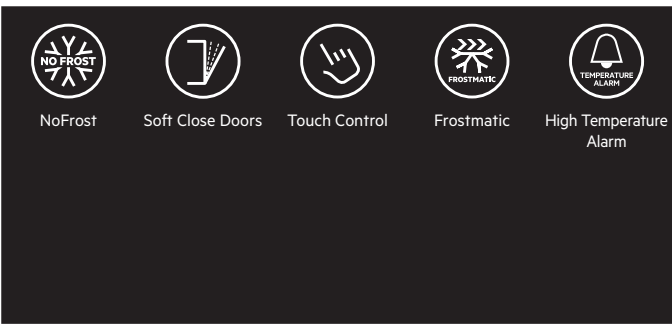 NO FROST
FROSTMATIC
TEMPERATURE
ALARM
NoFrost
Soft Close Doors
Touch Control
Frostmatic
High Temperature
Alarm